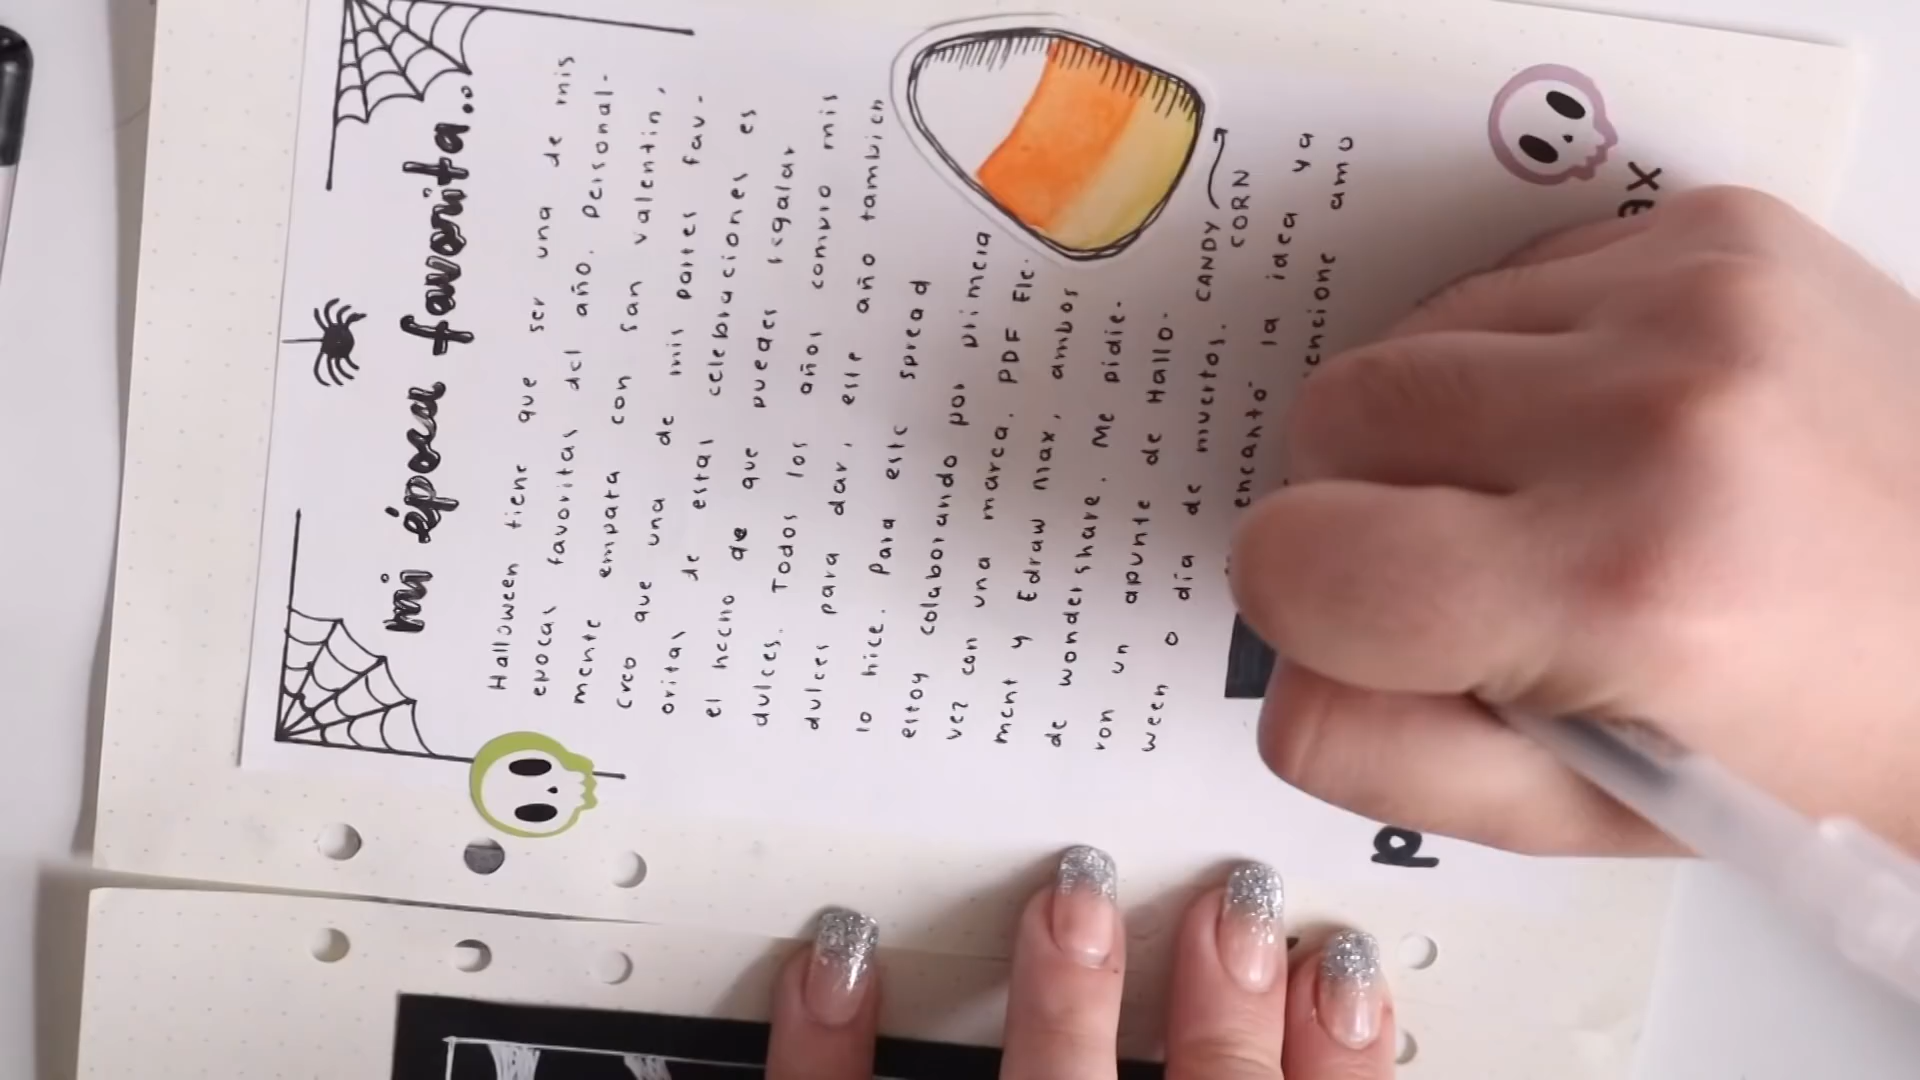 mi época favorita...
Halloween tiene que ser una de mis
epocas favoritas del año. Personal-
mente empata con san valentin,
creo que una de mis partes fav-
oritas de estas celebraciones es
el hecho de que puedes regalar
dulces. Todos los años compro mis
dulces para dar, este año tambien
lo hice. Para este spread
estoy colaborando por primera
vez con una marca. PDF Ele-
ment y Edraw max, ambos
de wondershare. Me pidie-
ron un apunte de Hallo-
ween o día de muertos.
CANDY
CORN
encantó la idea ya
encione amo